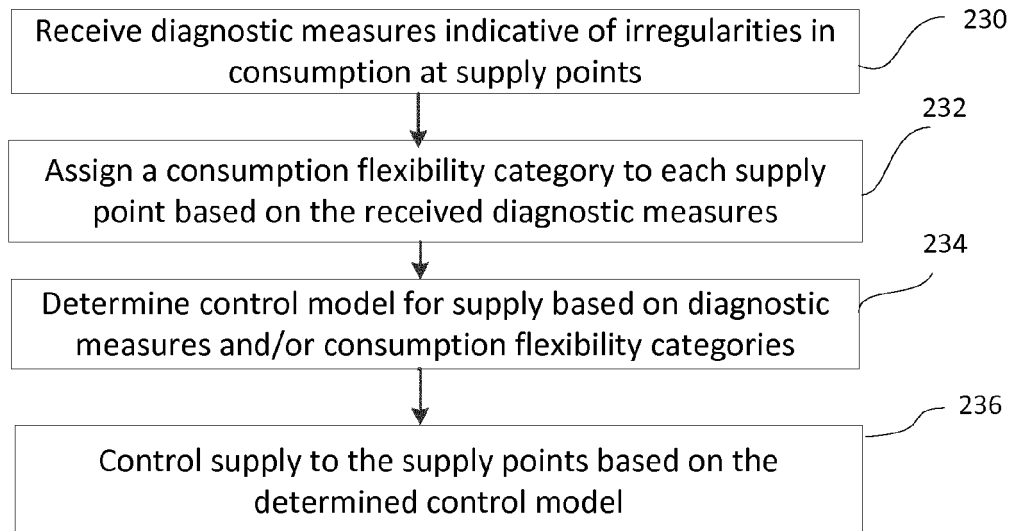 Receive diagnostic measures indicative of irregularities in
consumption at supply points
230
Assign a consumption flexibility category to each supply
point based on the received diagnostic measures
232
Determine control model for supply based on diagnostic
measures and/or consumption flexibility categories
234
Control supply to the supply points based on the
determined control model
236